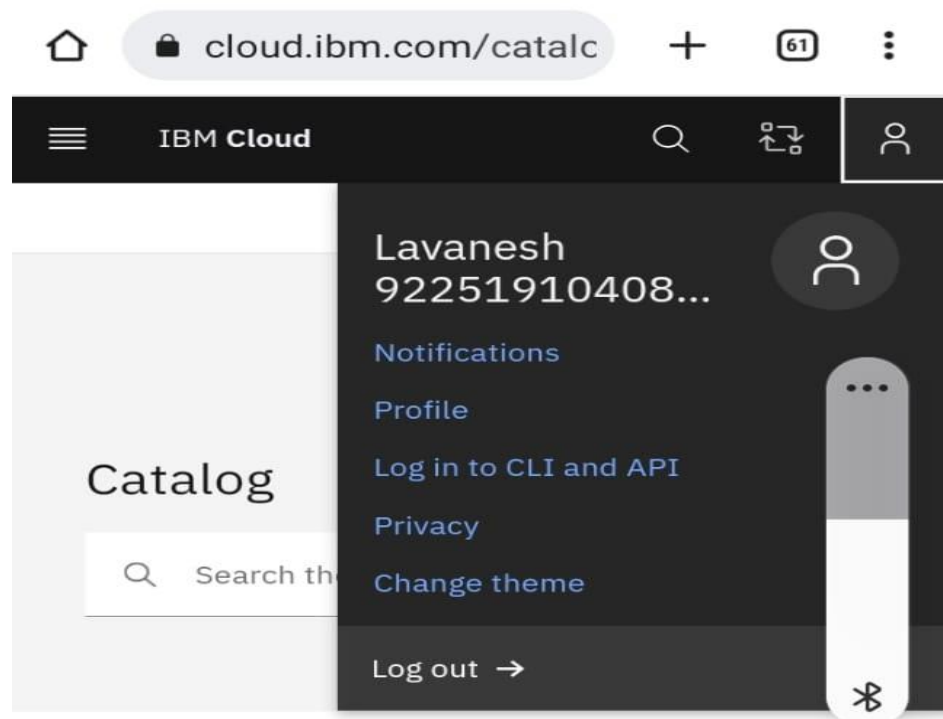 cloud.ibm.com/catalc
61
IBM Cloud
Lavanesh
92251910408...
Notifications
Profile
Log in to CLI and API
Catalog
Privacy
Search th
Change theme
Log out →